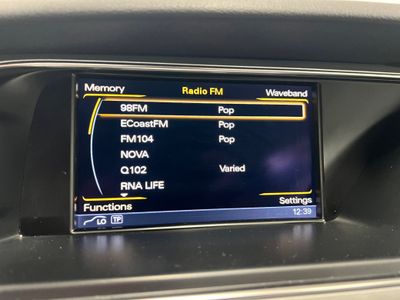 Memory Radio FM Waveband
98FM Pop
ECoastFM Pop
FM104 Pop
NOVA
Q102 Varied
RNA LIFE
Functions Settings
LG TP 12:39